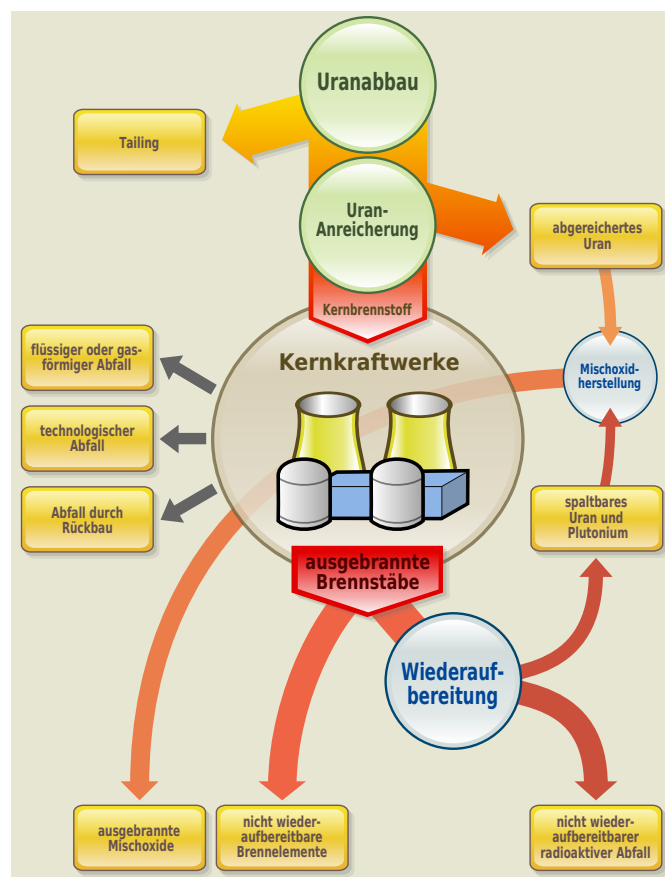 Uranabbau
Tailing
Uran-
Anreicherung
abgereichertes
Uran
Kernbrennstoff
Kernkraftwerke
flüssiger oder gas-
förmiger Abfall
Mischoxid-
herstellung
technologischer
Abfall
Abfall durch
Rückbau
spaltbares
Uran und
Plutonium
ausgebrannte
Brennstäbe
Wiederauf-
bereitung
ausgebrannte
Mischoxide
nicht wieder-
aufbereitbare
Brennelemente
nicht wieder-
aufbereitbarer
radioaktiver Abfall